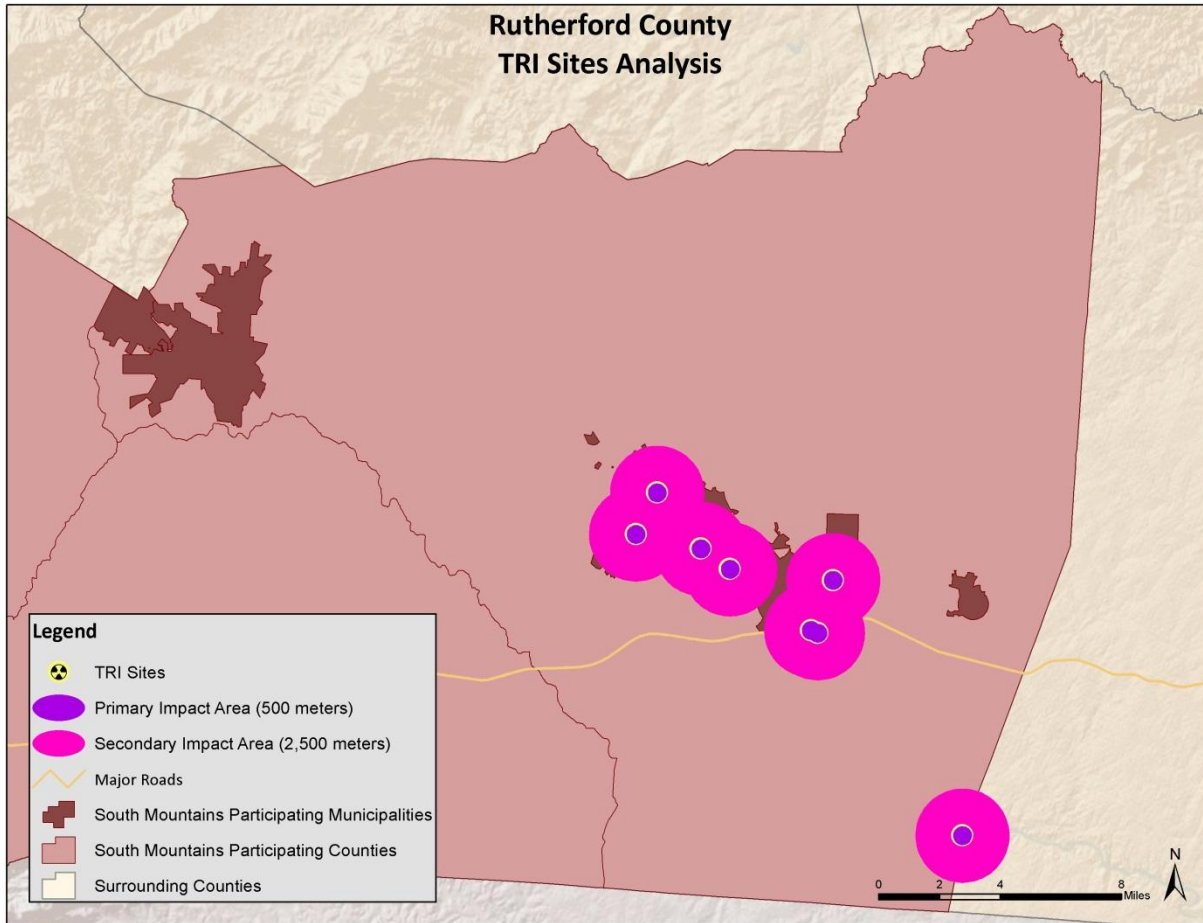 Rutherford County
TRI Sites Analysis
Legend
TRI Sites
Primary Impact Area (500 meters)
Secondary Impact Area (2,500 meters)
Major Roads
South Mountains Participating Municipalities
South Mountains Participating Counties
Surrounding Counties
N
0 2 4 8
Miles